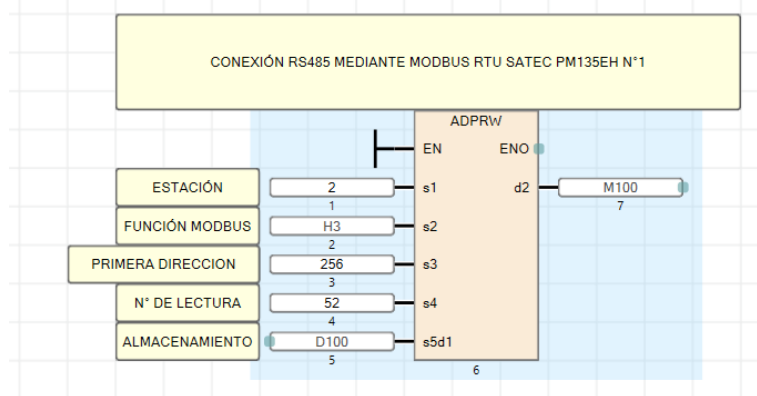 CONEXIÓN RS485 MEDIANTE MODBUS RTU SATEC PM135EH N°1
ADPRW
EN ENO
ESTACIÓN 2 s1 d2 M100
1 7
FUNCIÓN MODBUS H3 s2
2
PRIMERA DIRECCION 256 s3
3
N° DE LECTURA 52 s4
4
ALMACENAMIENTO D100 s5d1
5 6